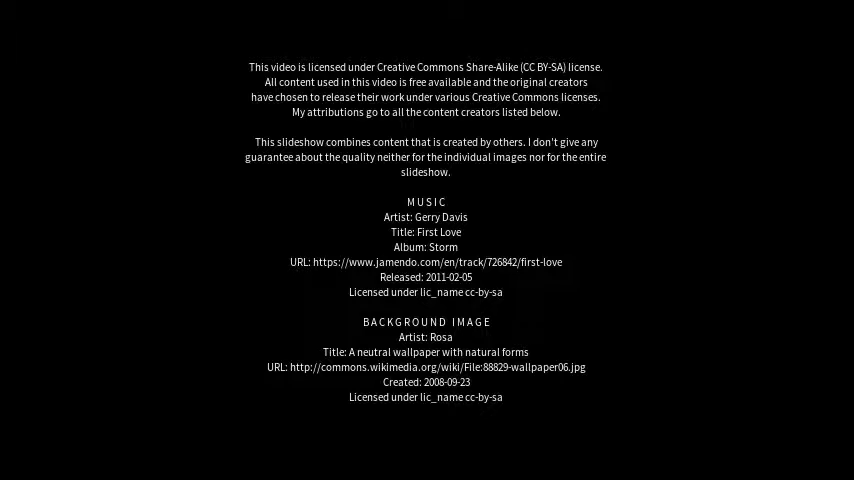 This video is licensed under Creative Commons Share-Alike (CC BY-SA) license.
All content used in this video is free available and the original creators
have chosen to release their work under various Creative Commons licenses.
My attributions go to all the content creators listed below.
This slideshow combines content that is created by others. I don't give any
guarantee about the quality neither for the individual images nor for the entire
slideshow.
MUSIC
Artist: Gerry Davis
Title: First Love
Album: Storm
URL: https://www.jamendo.com/en/track/726842/first-love
Released: 2011-02-05
Licensed under lic_name cc-by-sa
BACKGROUND IMAGE
Artist: Rosa
Title: A neutral wallpaper with natural forms
URL: http://commons.wikimedia.org/wiki/File:88829-wallpaper06.jpg
Created: 2008-09-23
Licensed under lic_name cc-by-sa